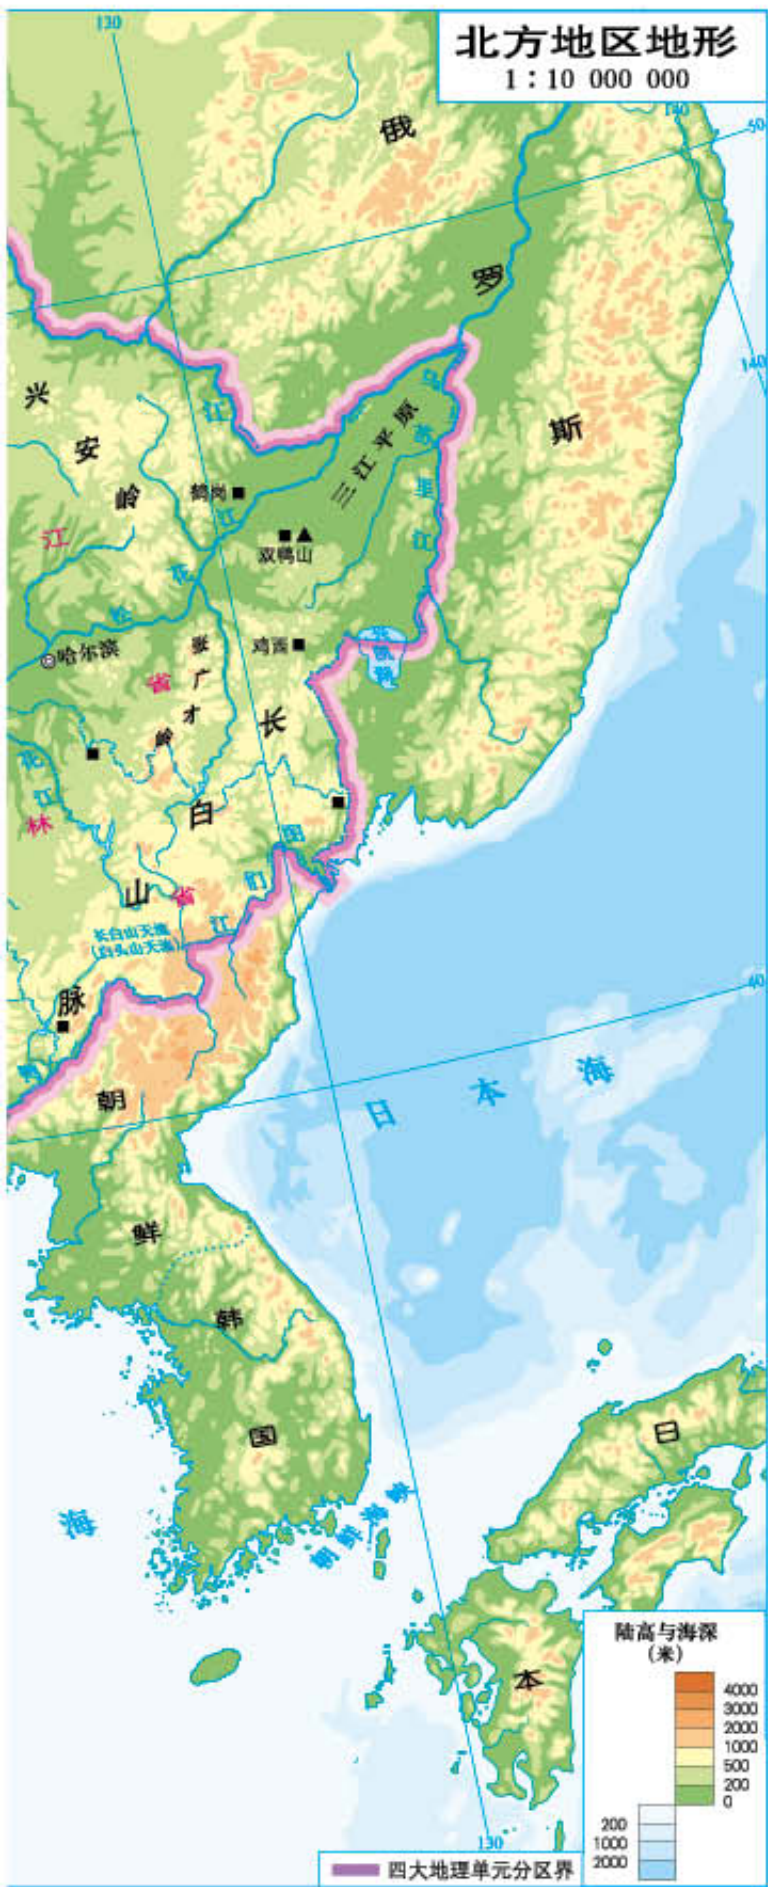 北方地区地形
1：10 000 000
130
140
50
俄
罗
斯
140
兴
安
岭
江
乌
苏
里
江
三江平原
鹤岗
江
双鸭山
江
花
松
哈尔滨
鸡西
兴
凯
湖
张
广
才
岭
省
长
白
山
脉
花
江
林
省
图
们
江
长白山天池
(白头山天池)
40
朝
鲜
日
本
海
韩
国
海
朝
鲜
海
峡
日
本
130
陆高与海深
(米)
4000
3000
2000
1000
500
200
0
200
1000
2000
四大地理单元分区界